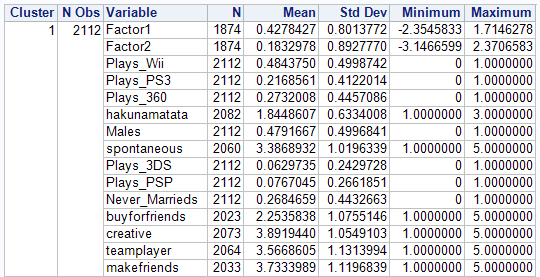 Cluster N Obs Variable N Mean Std Dev Minimum Maximum
1 2112 Factor1 1874 0.4278427 0.8013772 -2.3545833 1.7146278
Factor2 1874 0.1832978 0.8927770 -3.1466599 2.3706583
Plays_Wii 2112 0.4843750 0.4998742 0 1.0000000
Plays_PS3 2112 0.2168561 0.4122014 0 1.0000000
Plays_360 2112 0.2732008 0.4457086 0 1.0000000
hakunamatata 2082 1.8448607 0.6334008 1.0000000 3.0000000
Males 2112 0.4791667 0.4996841 0 1.0000000
spontaneous 2060 3.3868932 1.0196339 1.0000000 5.0000000
Plays_3DS 2112 0.0629735 0.2429728 0 1.0000000
Plays_PSP 2112 0.0767045 0.2661851 0 1.0000000
Never_Marrieds 2112 0.2684659 0.4432663 0 1.0000000
buyforfriends 2023 2.2535838 1.0755146 1.0000000 5.0000000
creative 2073 3.8919440 1.0549103 1.0000000 5.0000000
teamplayer 2064 3.5668605 1.1313994 1.0000000 5.0000000
makefriends 2033 3.7333989 1.1196839 1.0000000 5.0000000